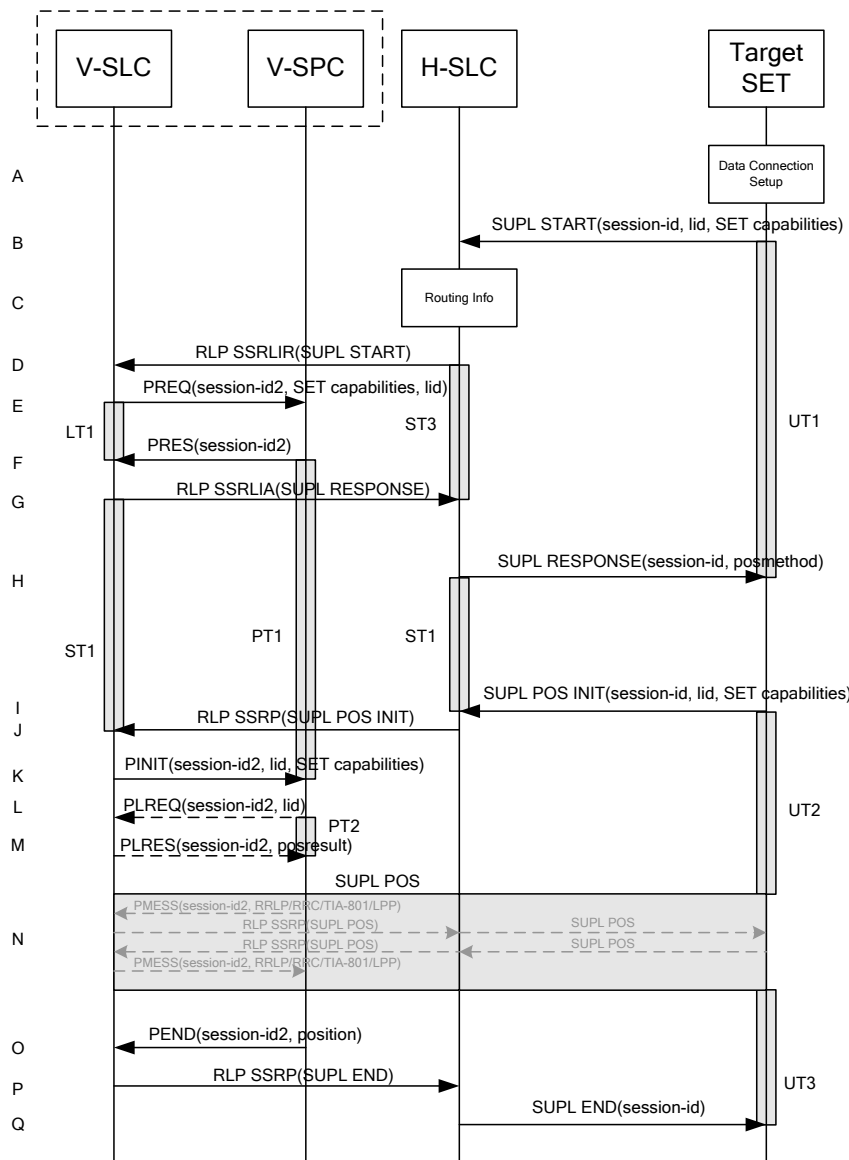 V-SLC
V-SPC
H-SLC
Target
SET
A
Data Connection
Setup
B
SUPL START(session-id, lid, SET capabilities)
C
Routing Info
D
RLP SSRLIR(SUPL START)
E
PREQ(session-id2, SET capabilities, lid)
LT1
ST3
UT1
F
PRES(session-id2)
G
RLP SSRLIA(SUPL RESPONSE)
H
SUPL RESPONSE(session-id, posmethod)
ST1
PT1
ST1
I
SUPL POS INIT(session-id, lid, SET capabilities)
J
RLP SSRP(SUPL POS INIT)
K
PINIT(session-id2, lid, SET capabilities)
L
PLREQ(session-id2, lid)
PT2
UT2
M
PLRES(session-id2, posresult)
SUPL POS
N
PMESS(session-id2, RRLP/RRC/TIA-801/LPP)
RLP SSRP(SUPL POS)
SUPL POS
RLP SSRP(SUPL POS)
SUPL POS
PMESS(session-id2, RRLP/RRC/TIA-801/LPP)
O
PEND(session-id2, position)
P
RLP SSRP(SUPL END)
UT3
Q
SUPL END(session-id)